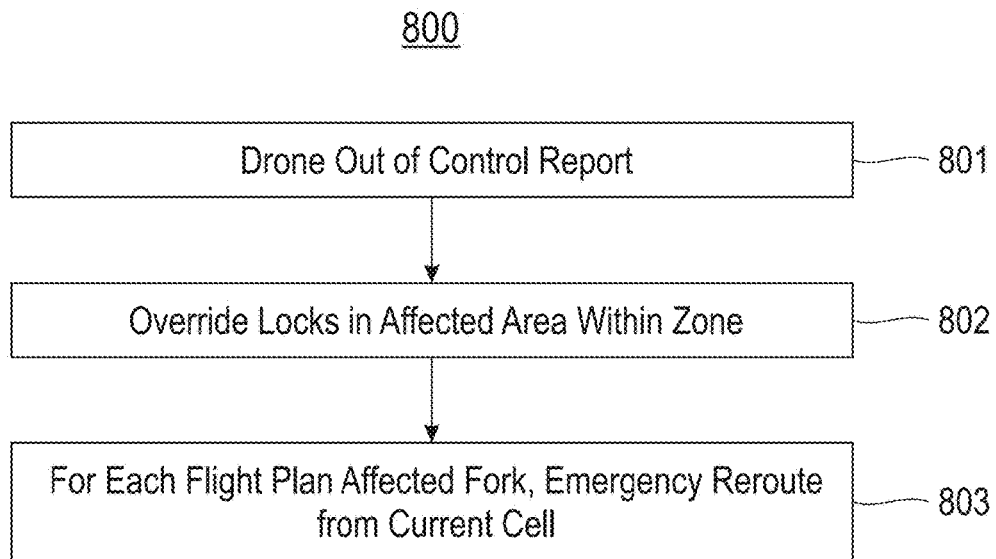 800
Drone Out of Control Report
801
Override Locks in Affected Area Within Zone
802
For Each Flight Plan Affected Fork, Emergency Reroute
from Current Cell
803